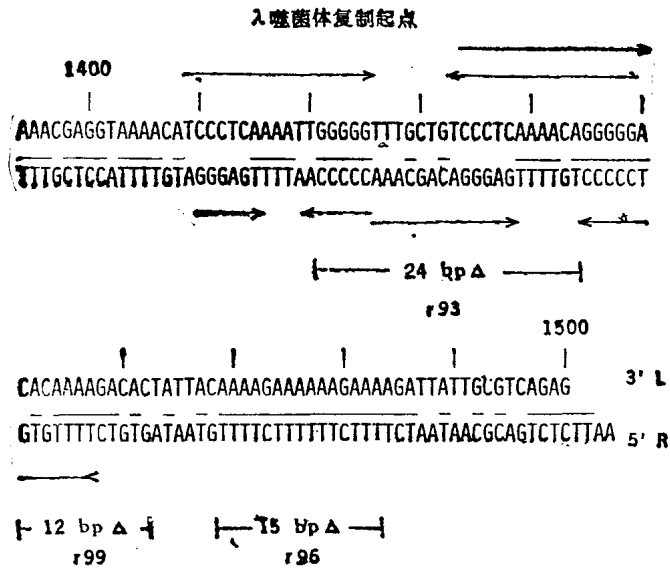 λ噬菌体复制起点
1400
AAACGAGGTAAAACATCCCTCAAAATTGGGGGTTTGCTGTCCCTCAAAACAGGGGGA
TTTGCTCCATTTTGTAGGGAGTTTTAACCCCCAAACGACAGGGAGTTTTGTCCCCCT
24 bp Δ
r93
1500
CACAAAAGACACTATTACAAAAGAAAAAAGAAAAGATTATTGCGTCAGAG 3' L
GTGTTTTCTGTGATAATGTTTTCTTTTTTCTTTTCTAATAACGCAGTCTCTTAA 5' R
12 bp Δ 15 bp Δ
r99 r96